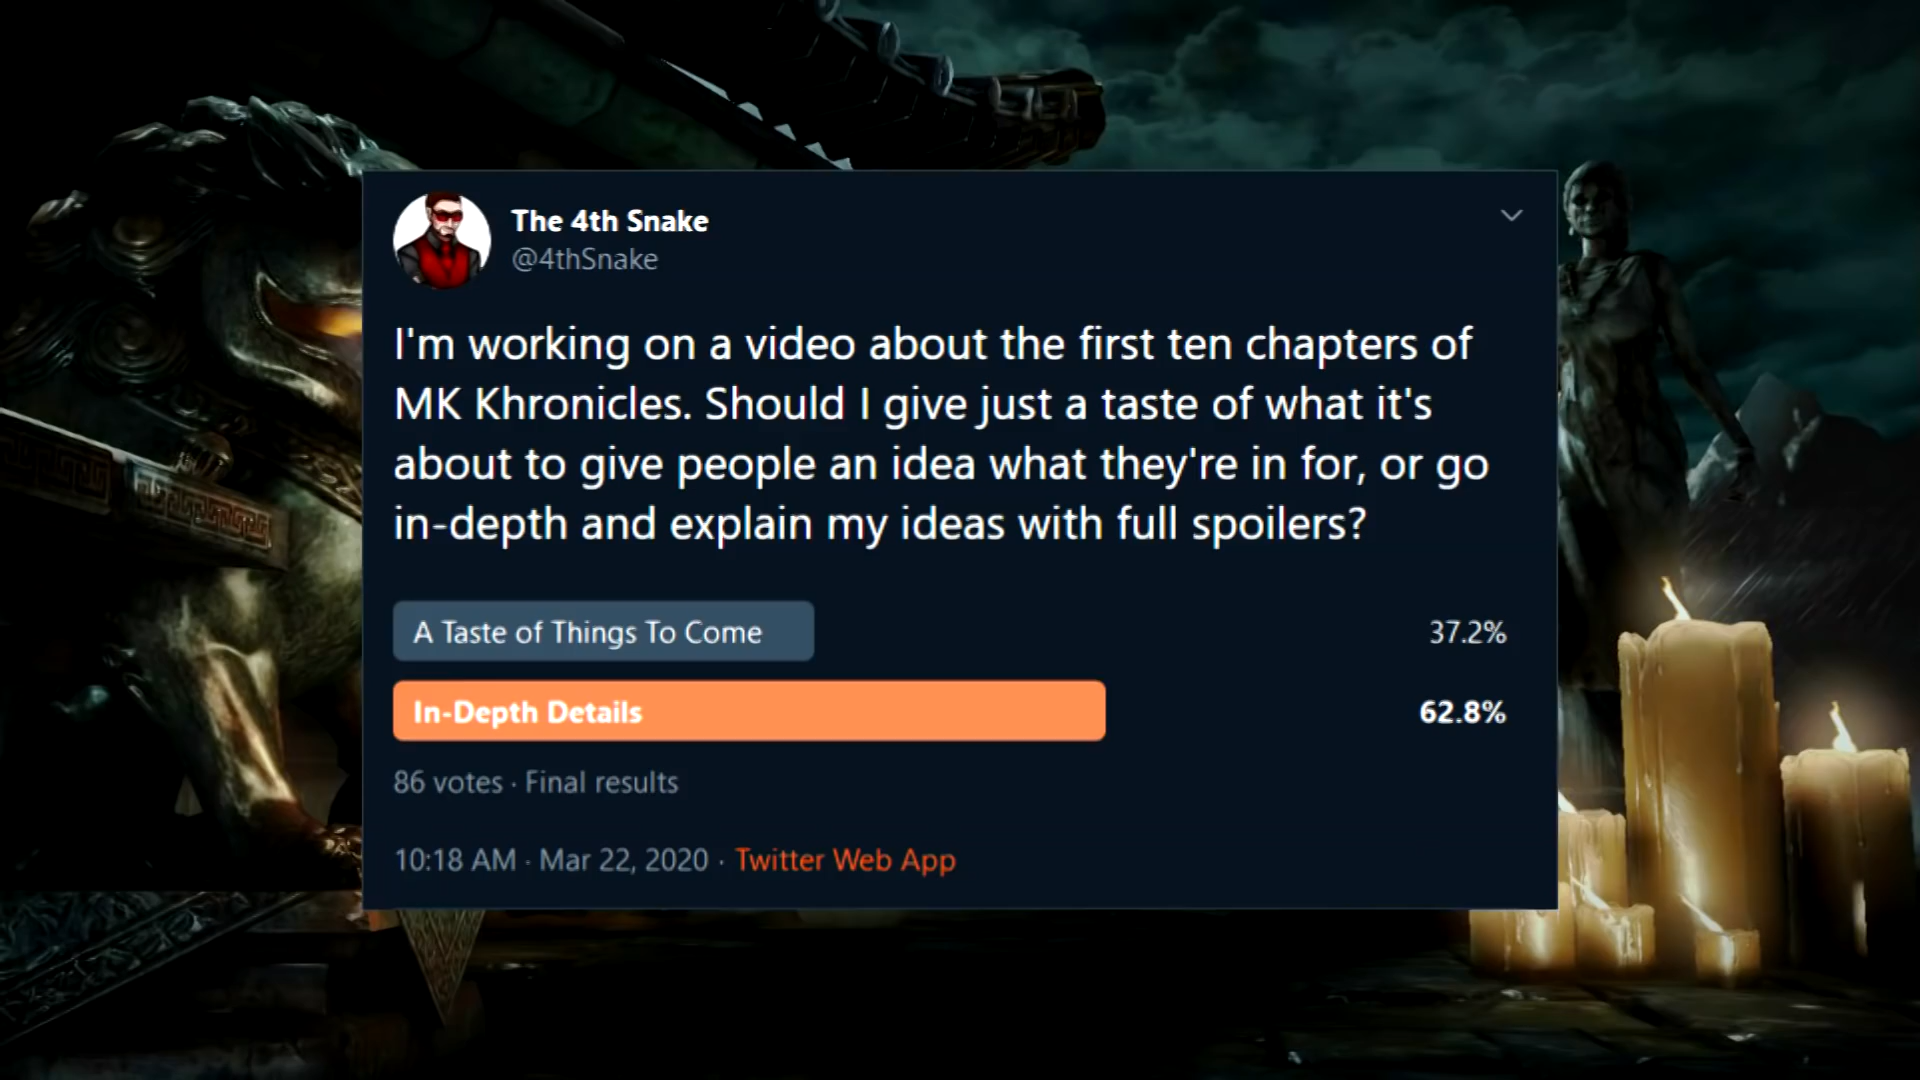 The 4th Snake
@4thSnake
I'm working on a video about the first ten chapters of
MK Khronicles. Should I give just a taste of what it's
about to give people an idea what they're in for, or go
in-depth and explain my ideas with full spoilers?
A Taste of Things To Come 37.2%
In-Depth Details 62.8%
86 votes · Final results
10:18 AM · Mar 22, 2020 · Twitter Web App